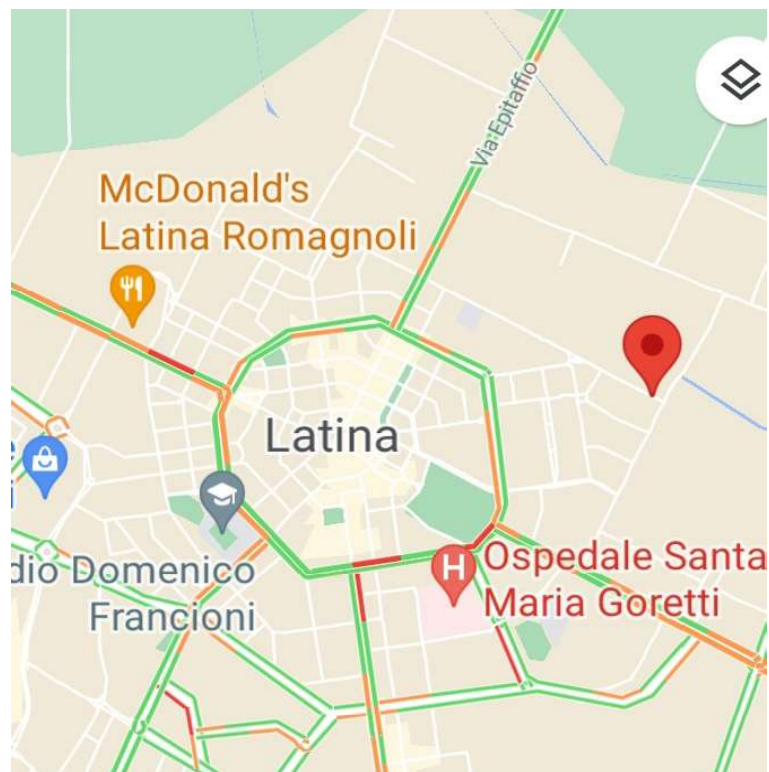 Via Epitaffio
McDonald's
Latina Romagnoli
Latina
dio Domenico
Francioni
H
Ospedale Santa
Maria Goretti